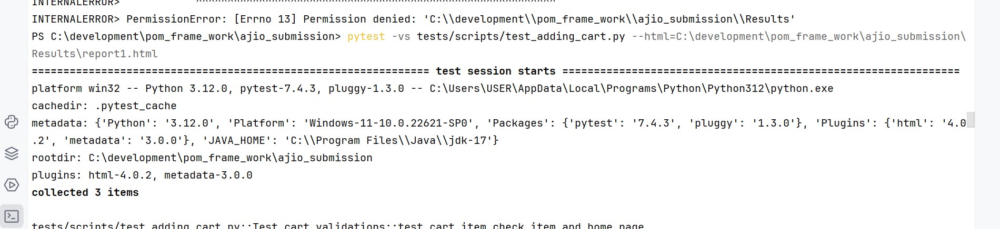 INTERNALERROR>            ^^^^^^^^^^^^^^^^^^^^^^^^^^^^^^^^^^^^^^^^^^^^^^^^^^^^^^^^^
INTERNALERROR> PermissionError: [Errno 13] Permission denied: 'C:\\development\\pom_frame_work\\ajio_submission\\Results'
PS C:\development\pom_frame_work\ajio_submission> pytest -vs tests/scripts/test_adding_cart.py --html=C:\development\pom_frame_work\ajio_submission\
Results\report1.html
=============================================================== test session starts ===============================================================
platform win32 -- Python 3.12.0, pytest-7.4.3, pluggy-1.3.0 -- C:\Users\USER\AppData\Local\Programs\Python\Python312\python.exe
cachedir: .pytest_cache
metadata: {'Python': '3.12.0', 'Platform': 'Windows-11-10.0.22621-SP0', 'Packages': {'pytest': '7.4.3', 'pluggy': '1.3.0'}, 'Plugins': {'html': '4.0
.2', 'metadata': '3.0.0'}, 'JAVA_HOME': 'C:\\Program Files\\Java\\jdk-17'}
rootdir: C:\development\pom_frame_work\ajio_submission
plugins: html-4.0.2, metadata-3.0.0
collected 3 items
tests/scripts/test_adding_cart.py::Test_cart_validations::test_cart_item_check_item_and_home_page